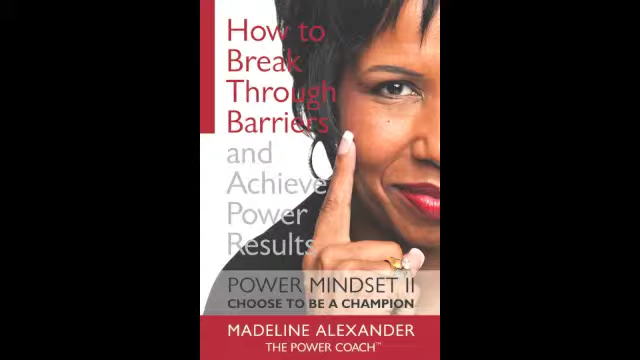 How to
Break
Through
Barriers
and
Achieve
Power
Results
POWER MINDSET II
CHOOSE TO BE A CHAMPION
MADELINE ALEXANDER
THE POWER COACH™